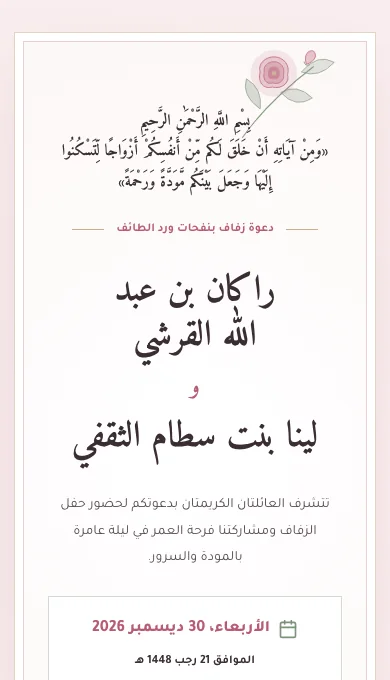 بِسْمِ اللَّهِ الرَّحْمَٰنِ الرَّحِيمِ
«وَمِنْ آيَاتِهِ أَنْ خَلَقَ لَكُم مِّنْ أَنفُسِكُمْ أَزْوَاجًا لِّتَسْكُنُوا
إِلَيْهَا وَجَعَلَ بَيْنَكُم مَّوَدَّةً وَرَحْمَةً»
دعوة زفاف بنفحات ورد الطائف
راكان بن عبد
الله القرشي
و
لينا بنت سطام الثقفي
تتشرف العائلتان الكريمتان بدعوتكم لحضور حفل
الزفاف ومشاركتنا فرحة العمر في ليلة عامرة
بالمودة والسرور.
الأربعاء، 30 ديسمبر 2026
الموافق 21 رجب 1448 هـ